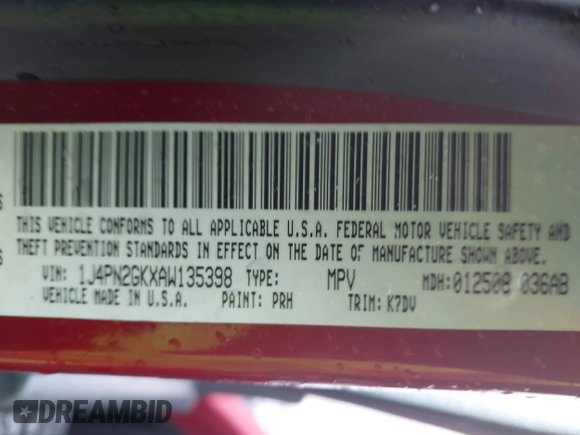 THIS VEHICLE CONFORMS TO ALL APPLICABLE U.S.A. FEDERAL MOTOR VEHICLE SAFETY AND
THEFT PREVENTION STANDARDS IN EFFECT ON THE DATE OF MANUFACTURE SHOWN ABOVE.
VIN: 1J4PN2GKXAW135398 TYPE: MPV MDH:012508 036AB
VEHICLE MADE IN U.S.A. PAINT: PRH TRIM: K7DV
DREAMBID